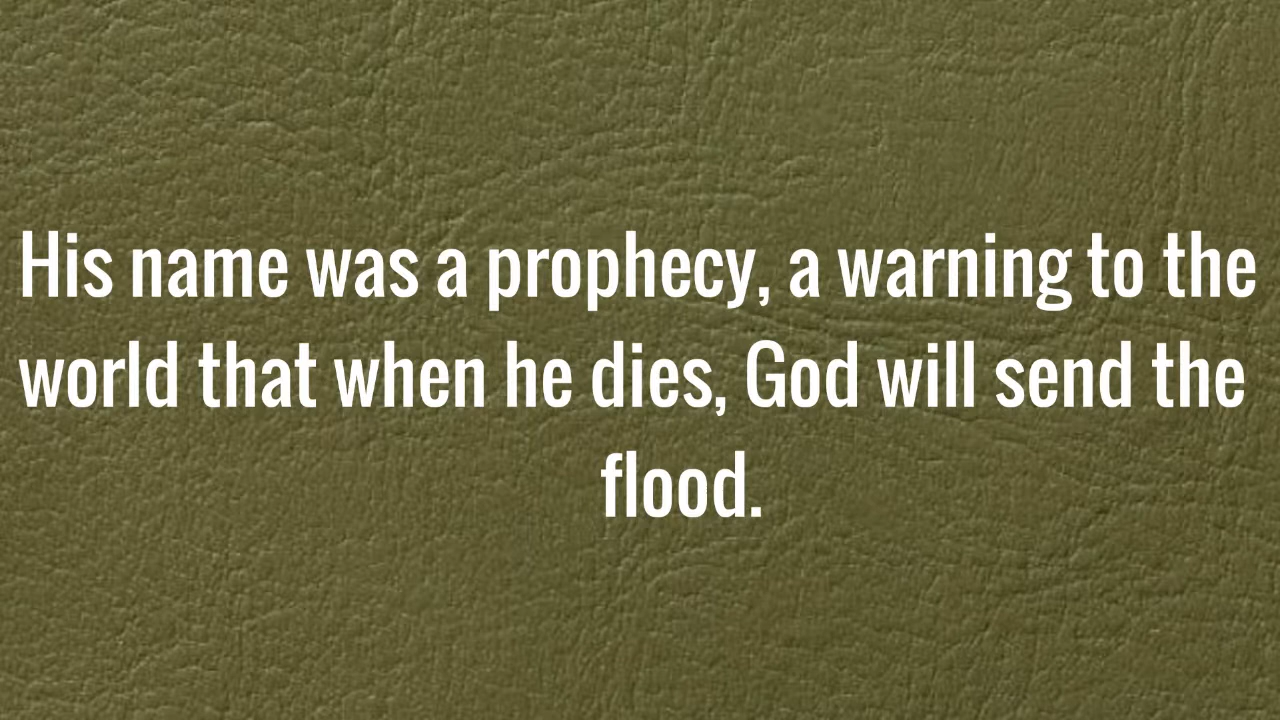 His name was a prophecy, a warning to the
world that when he dies, God will send the
flood.